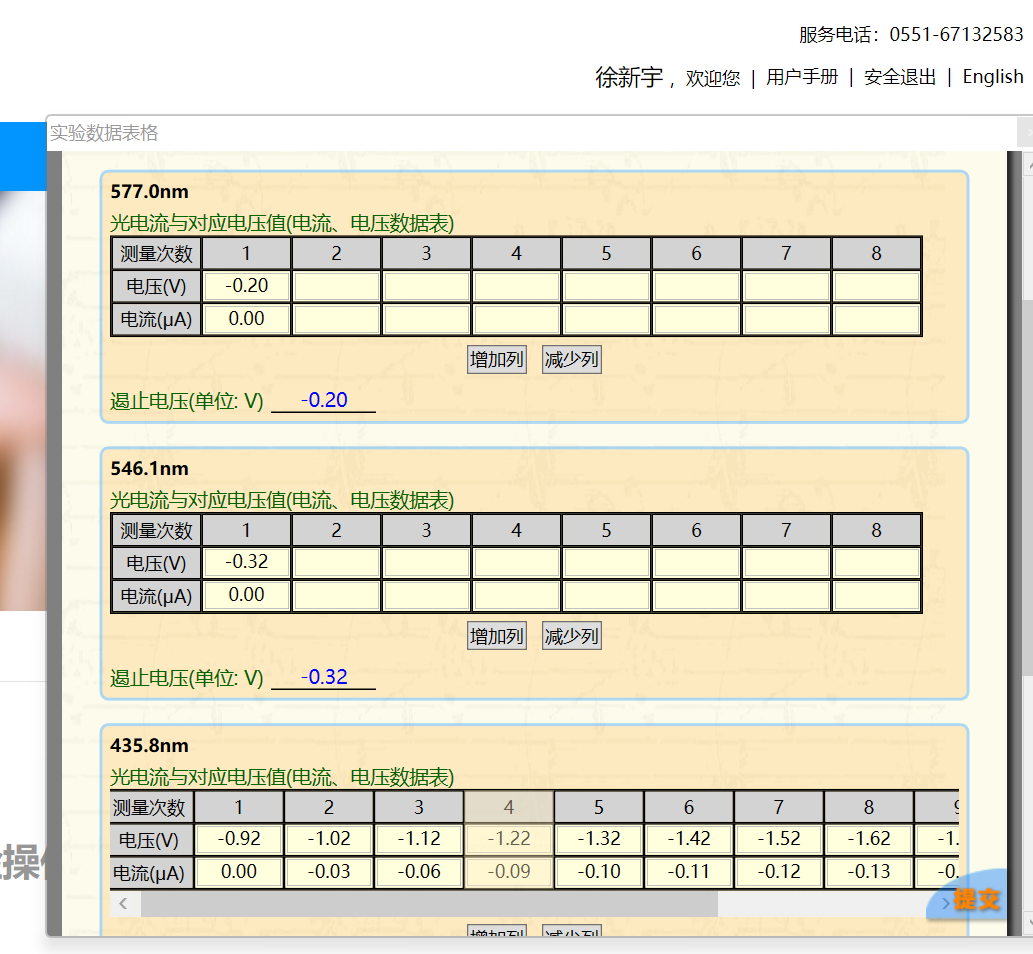 服务电话：0551-67132583
徐新宇 ，欢迎您 | 用户手册 | 安全退出 | English
实验数据表格
577.0nm
光电流与对应电压值(电流、电压数据表)
测量次数 1 2 3 4 5 6 7 8
电压(V) -0.20
电流(μA) 0.00
增加列 减少列
遏止电压(单位: V) -0.20
546.1nm
光电流与对应电压值(电流、电压数据表)
测量次数 1 2 3 4 5 6 7 8
电压(V) -0.32
电流(μA) 0.00
增加列 减少列
遏止电压(单位: V) -0.32
435.8nm
光电流与对应电压值(电流、电压数据表)
测量次数 1 2 3 4 5 6 7 8
电压(V) -0.92 -1.02 -1.12 -1.22 -1.32 -1.42 -1.52 -1.62 -1.
电流(μA) 0.00 -0.03 -0.06 -0.09 -0.10 -0.11 -0.12 -0.13 -0.
操
提交
增加列 减少列